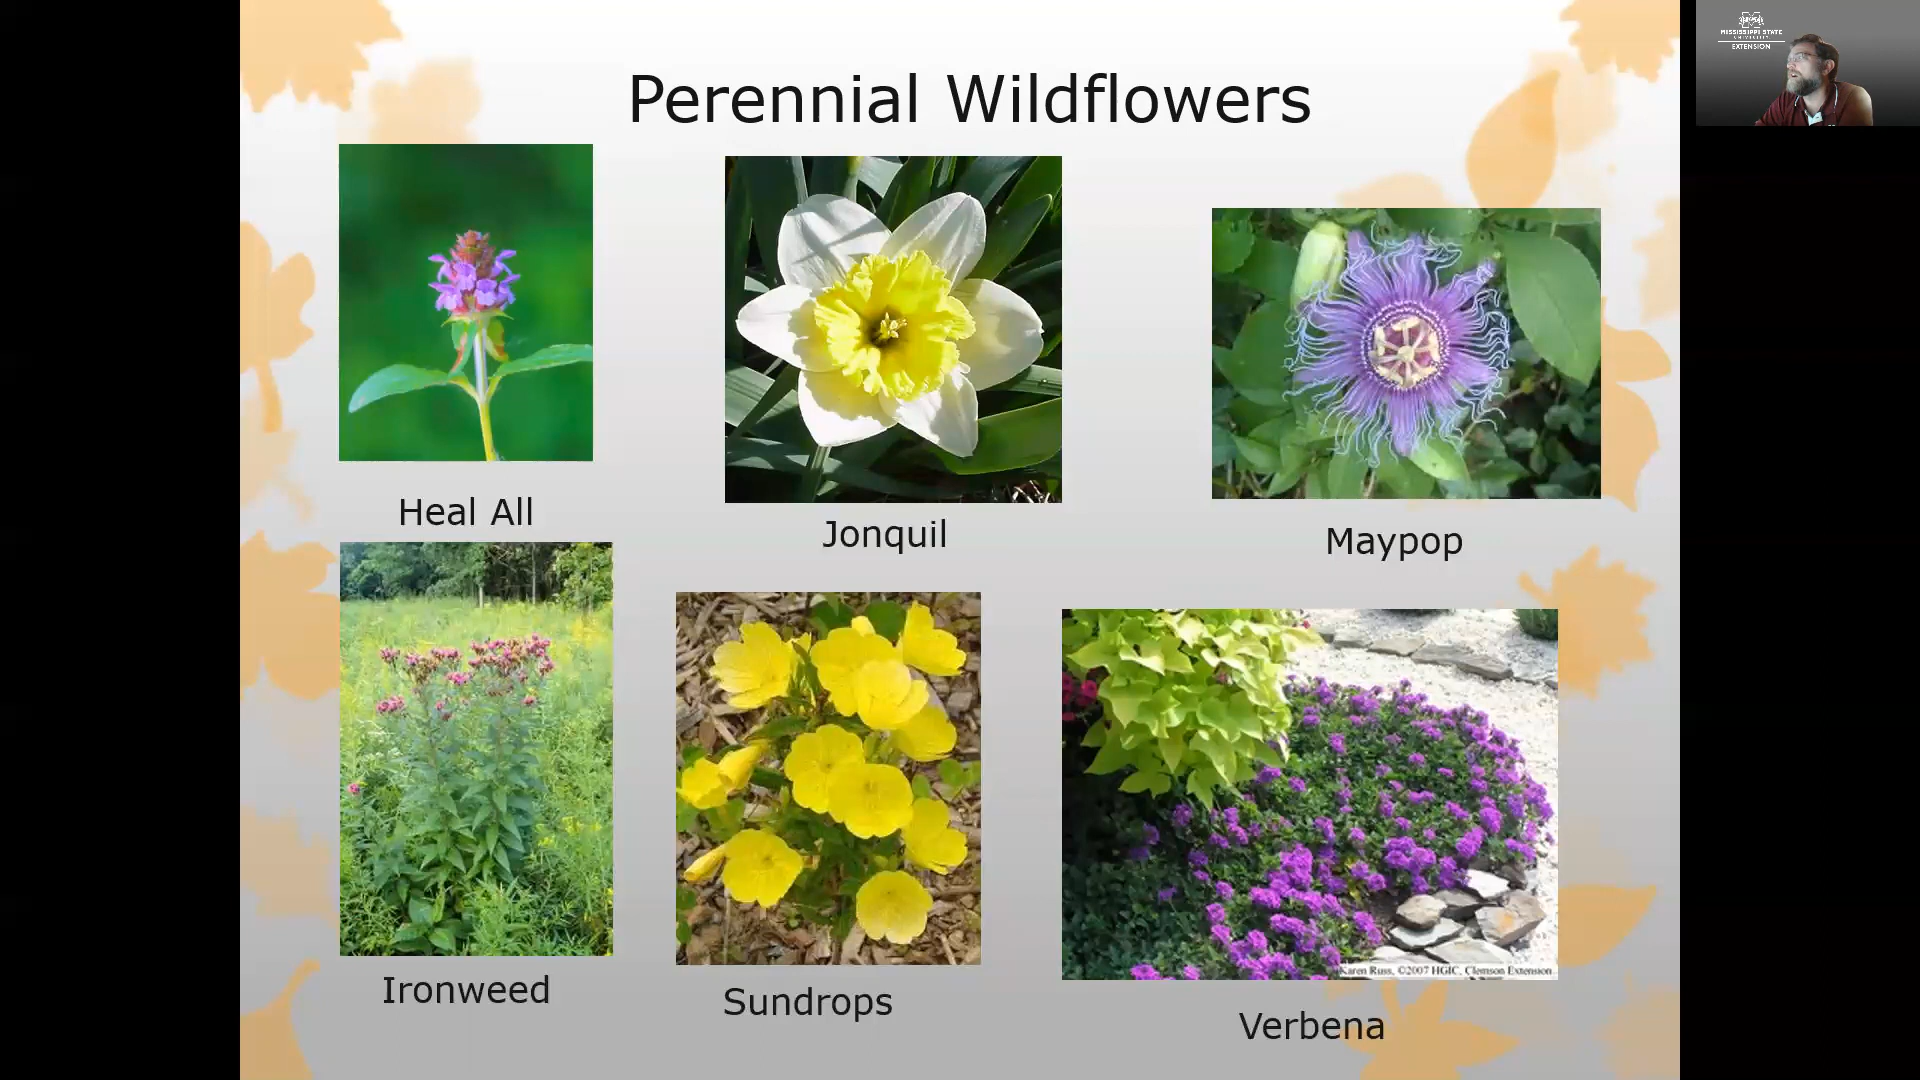 Perennial Wildflowers
MISSISSIPPI STATE
UNIVERSITY
EXTENSION
Heal All
Jonquil
Maypop
Ironweed
Sundrops
Karen Russ, ©2007 HGIC, Clemson Extension
Verbena